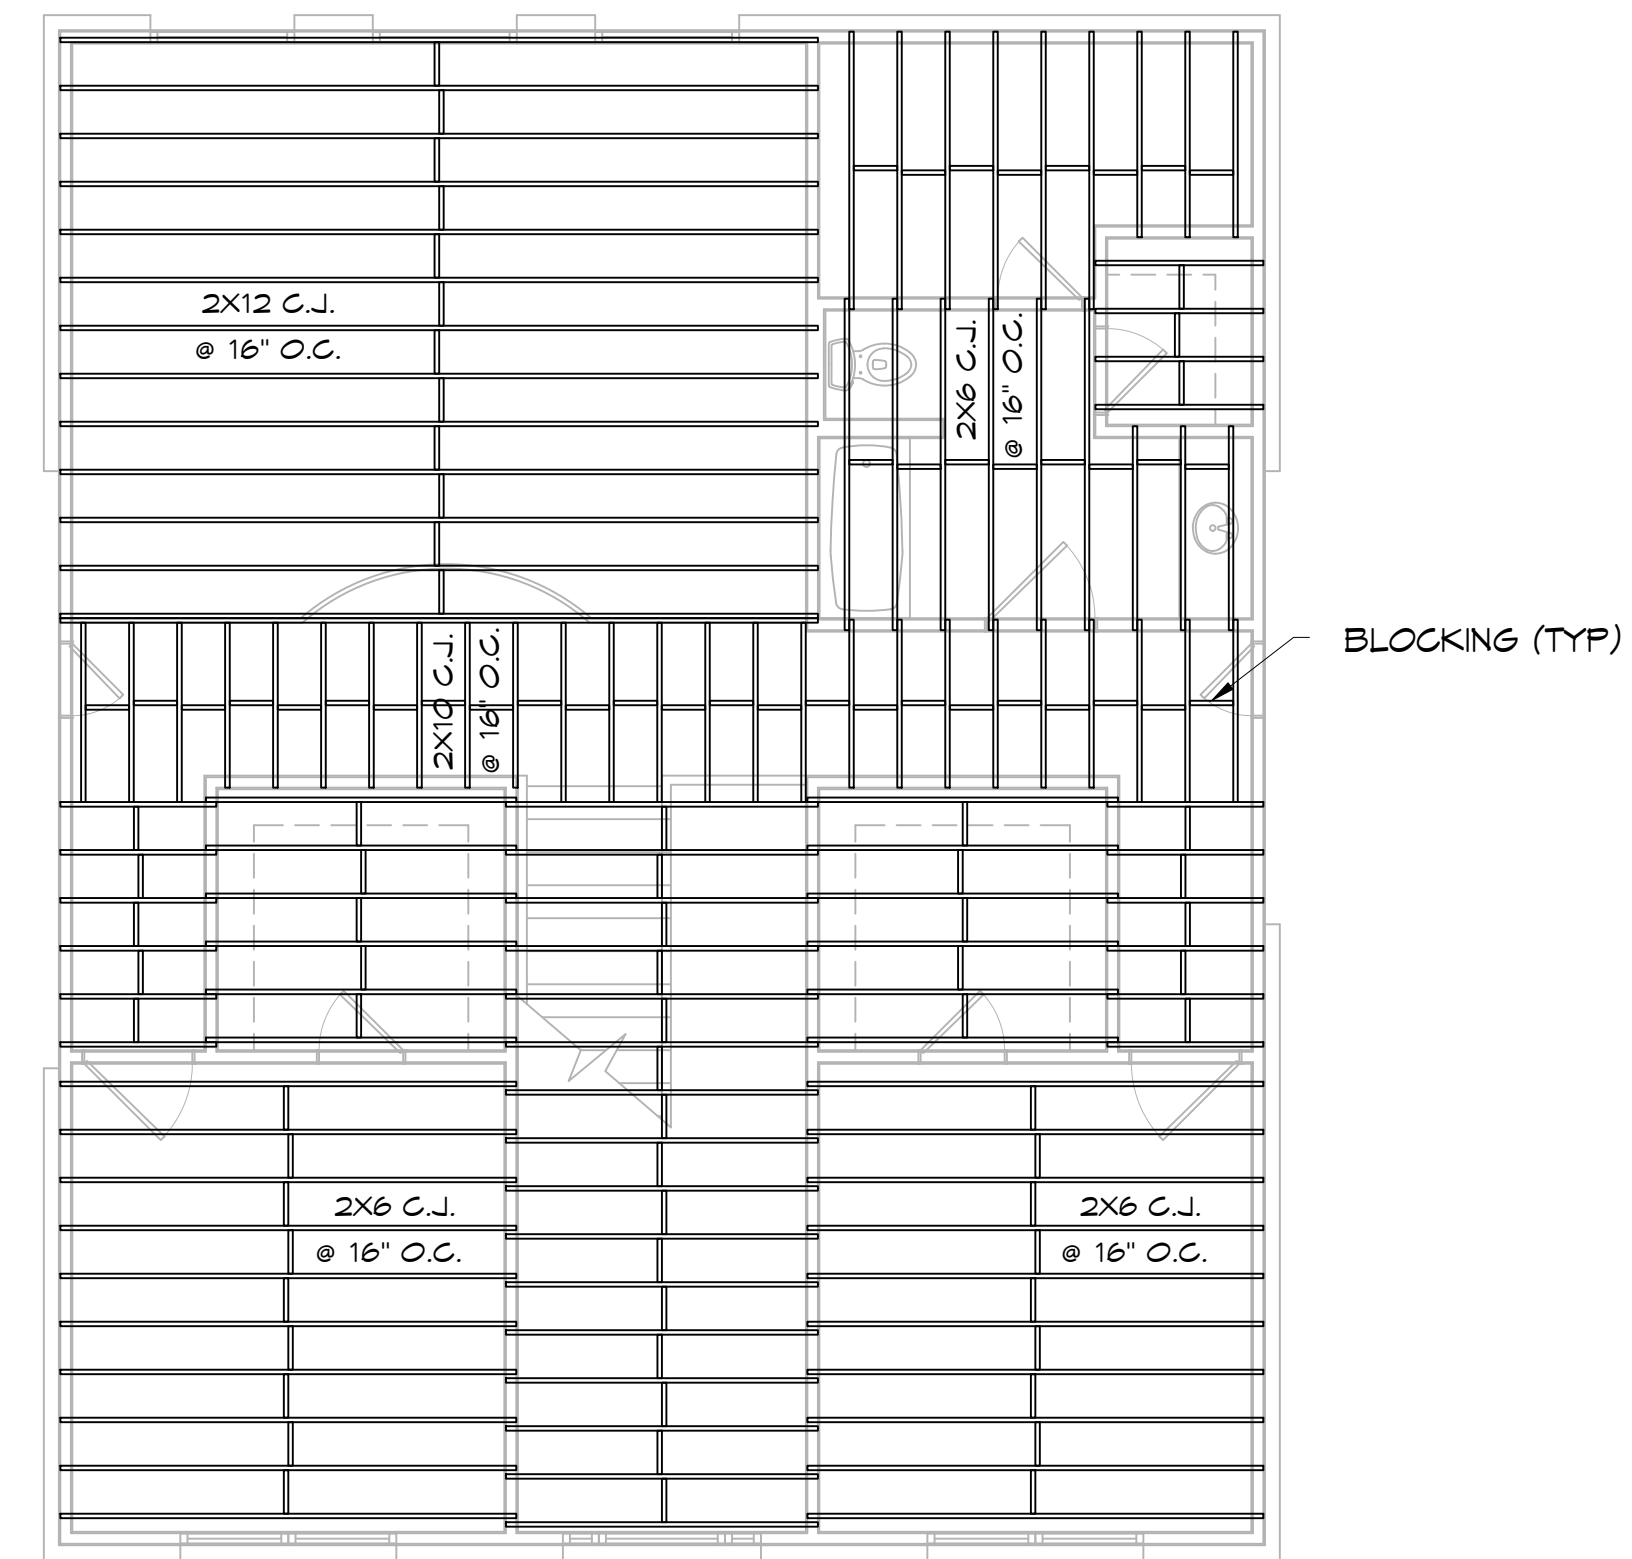 2X12 C.J.
@ 16" O.C.
2X6 C.J.
@ 16" O.C.
BLOCKING (TYP)
2X10 C.J.
@ 16" O.C.
2X6 C.J.
@ 16" O.C.
2X6 C.J.
@ 16" O.C.